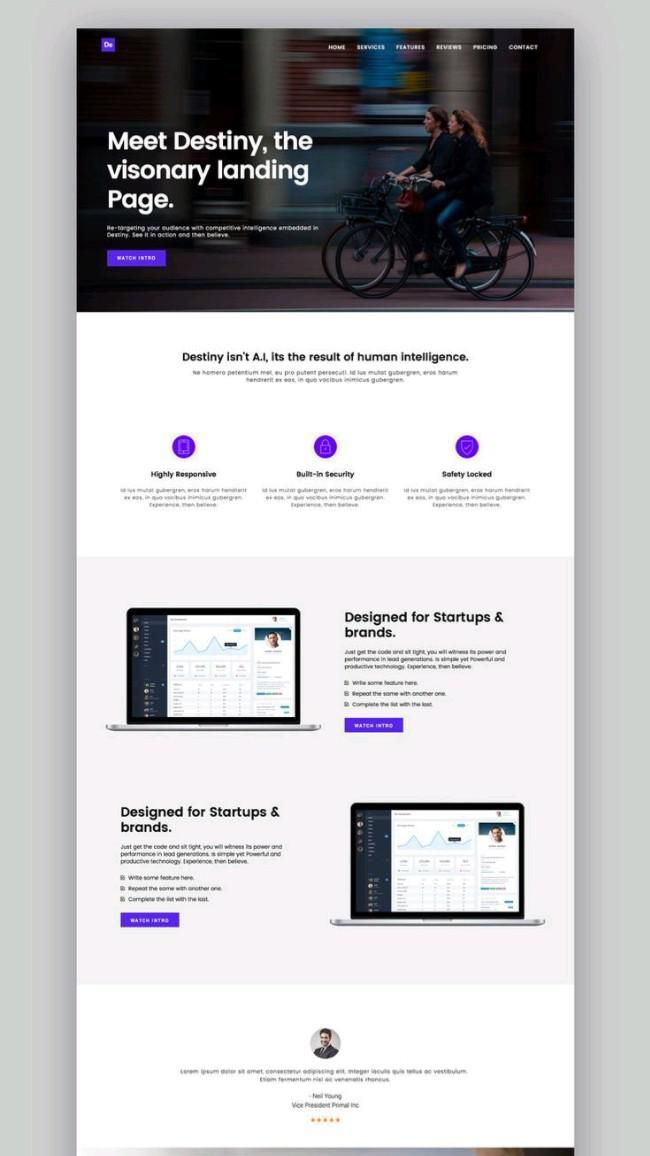 De
HOME SERVICES FEATURES REVIEWS PRICING CONTACT
Meet Destiny, the
visonary landing
Page.
Re-targeting your audience with competitive intelligence embedded in
Destiny. See it in action and then believe.
WATCH INTRO
Destiny isn't A.I, its the result of human intelligence.
Ne homero petentium mel, eu pro putent persecuti. Id ius mutat gubergren, eros harum
hendrerit ex eas, in quo vocibus inimicus gubergren.
Highly Responsive
Id ius mutat gubergren, eros harum hendrerit
ex eas, in quo vocibus inimicus gubergren.
Experience, then believe.
Built-in Security
Id ius mutat gubergren, eros harum hendrerit
ex eas, in quo vocibus inimicus gubergren.
Experience, then believe.
Safety Locked
Id ius mutat gubergren, eros harum hendrerit
ex eas, in quo vocibus inimicus gubergren.
Experience, then believe.
Designed for Startups &
brands.
Just get the code and sit tight, you will witness its power and
performance in lead generations. Is simple yet Powerful and
productive technology. Experience, then believe.
Write some feature here.
Repeat the same with another one.
Complete the list with the last.
WATCH INTRO
Designed for Startups &
brands.
Just get the code and sit tight, you will witness its power and
performance in lead generations. Is simple yet Powerful and
productive technology. Experience, then believe.
Write some feature here.
Repeat the same with another one.
Complete the list with the last.
WATCH INTRO
Lorem ipsum dolor sit amet, consectetur adipiscing elit. Integer iaculis quis tellus ac vestibulum.
Etiam fermentum nisl ac venenatis rhoncus.
- Neil Young
Vice President Primal Inc